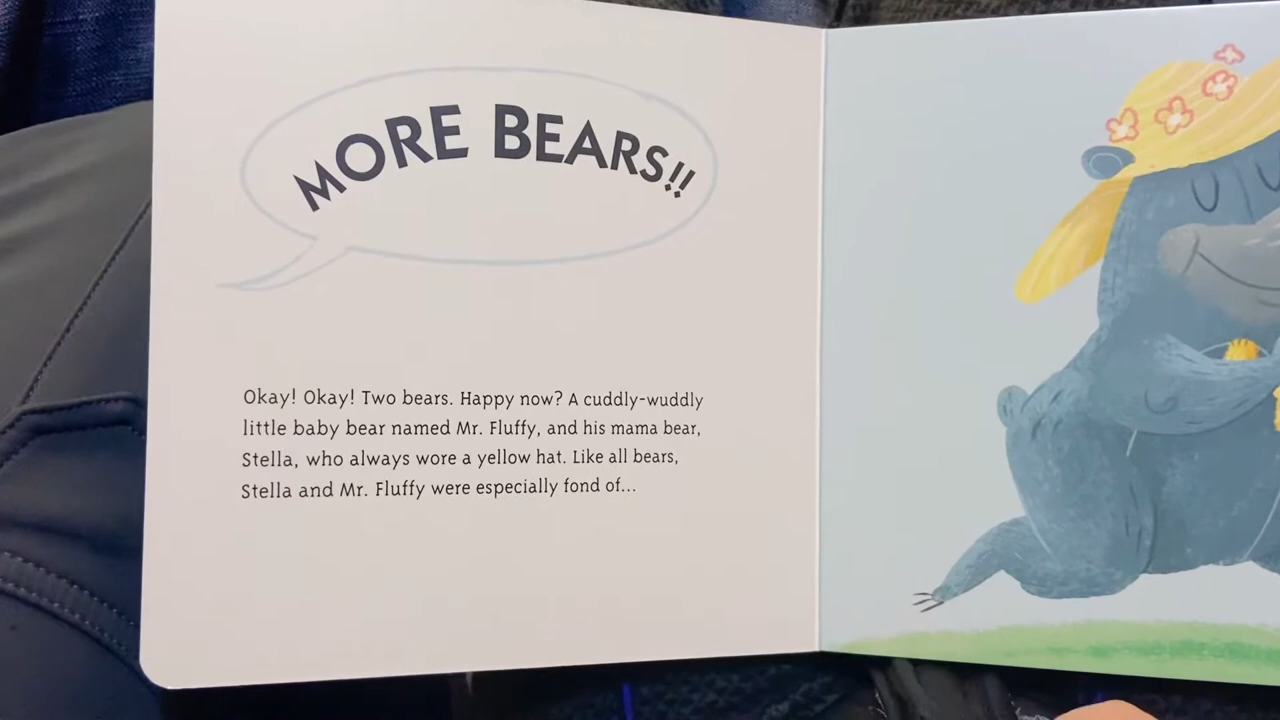 MORE BEARS!!
Okay! Okay! Two bears. Happy now? A cuddly-wuddly
little baby bear named Mr. Fluffy, and his mama bear,
Stella, who always wore a yellow hat. Like all bears,
Stella and Mr. Fluffy were especially fond of...